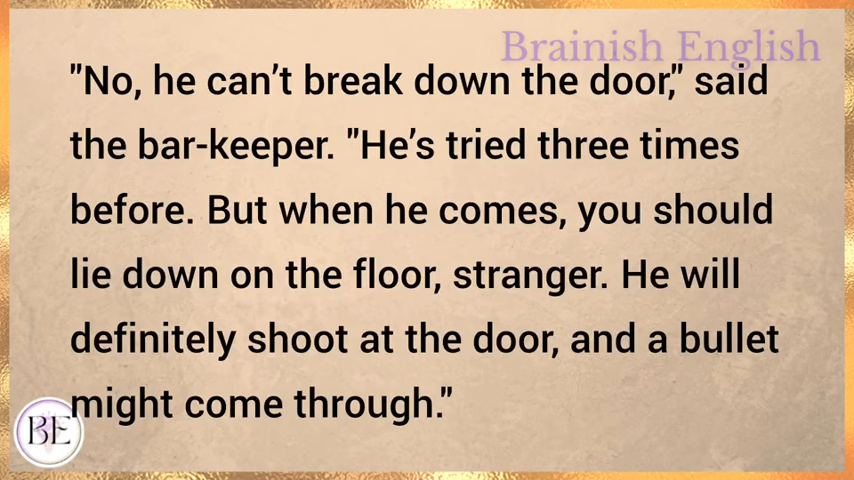 Brainish English
"No, he can’t break down the door," said
the bar-keeper. "He’s tried three times
before. But when he comes, you should
lie down on the floor, stranger. He will
definitely shoot at the door, and a bullet
might come through."
BE